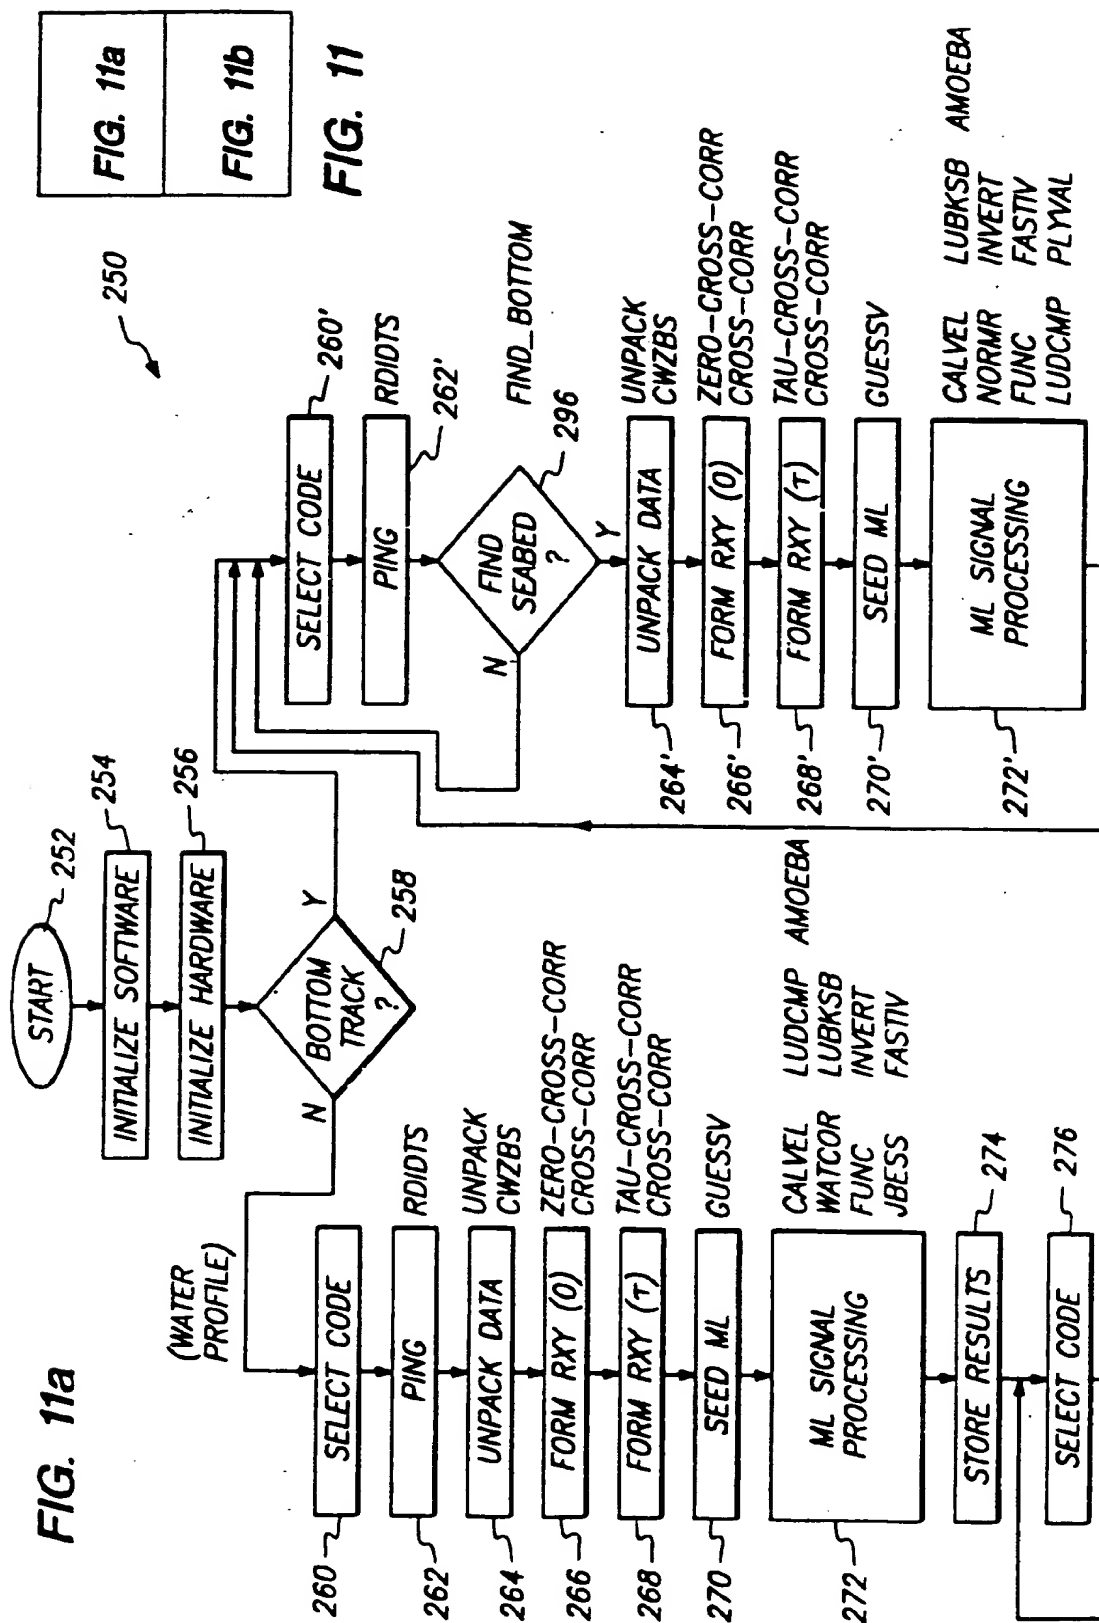 FIG. 11a
FIG. 11a
FIG. 11b
FIG. 11
250
START
252
INITIALIZE SOFTWARE
254
INITIALIZE HARDWARE
256
BOTTOM
TRACK
?
258
N
Y
(WATER
PROFILE)
SELECT CODE
260
PING
262
RDIDTS
UNPACK DATA
264
UNPACK
CWZBS
FORM RXY (0)
266
ZERO-CROSS-CORR
CROSS-CORR
FORM RXY (τ)
268
TAU-CROSS-CORR
CROSS-CORR
SEED ML
270
GUESSV
ML SIGNAL
PROCESSING
272
CALVEL LUDCMP AMOEBA
WATCOR LUBKSB
FUNC INVERT
JBESS FASTIV
STORE RESULTS
274
SELECT CODE
276
SELECT CODE
260'
PING
RDIDTS
262'
FIND
SEABED
?
FIND_BOTTOM
296
N
Y
UNPACK DATA
264'
UNPACK
CWZBS
FORM RXY (0)
266'
ZERO-CROSS-CORR
CROSS-CORR
FORM RXY (τ)
268'
TAU-CROSS-CORR
CROSS-CORR
SEED ML
270'
GUESSV
ML SIGNAL
PROCESSING
272'
CALVEL LUBKSB AMOEBA
NORMR INVERT
FUNC FASTIV
LUDCMP PLYVAL